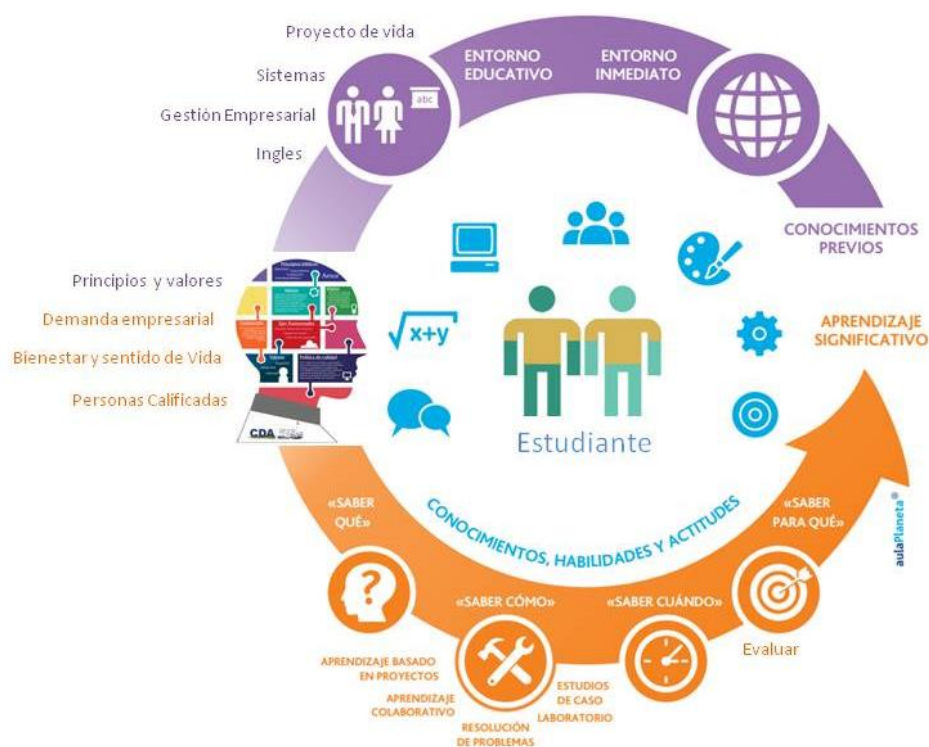 Proyecto de vida
Sistemas
Gestión Empresarial
Ingles
abc
ENTORNO
EDUCATIVO
ENTORNO
INMEDIATO
CONOCIMIENTOS
PREVIOS
Principios y valores
Demanda empresarial
Bienestar y sentido de Vida
Personas Calificadas
CDA
√x+y
Estudiante
APRENDIZAJE
SIGNIFICATIVO
«SABER
QUÉ»
CONOCIMIENTOS, HABILIDADES Y ACTITUDES
«SABER
PARA QUÉ»
«SABER CÓMO»
«SABER CUÁNDO»
Evaluar
APRENDIZAJE BASADO
EN PROYECTOS
APRENDIZAJE
COLABORATIVO
RESOLUCIÓN
DE PROBLEMAS
ESTUDIOS
DE CASO
LABORATORIO
aulaPlaneta